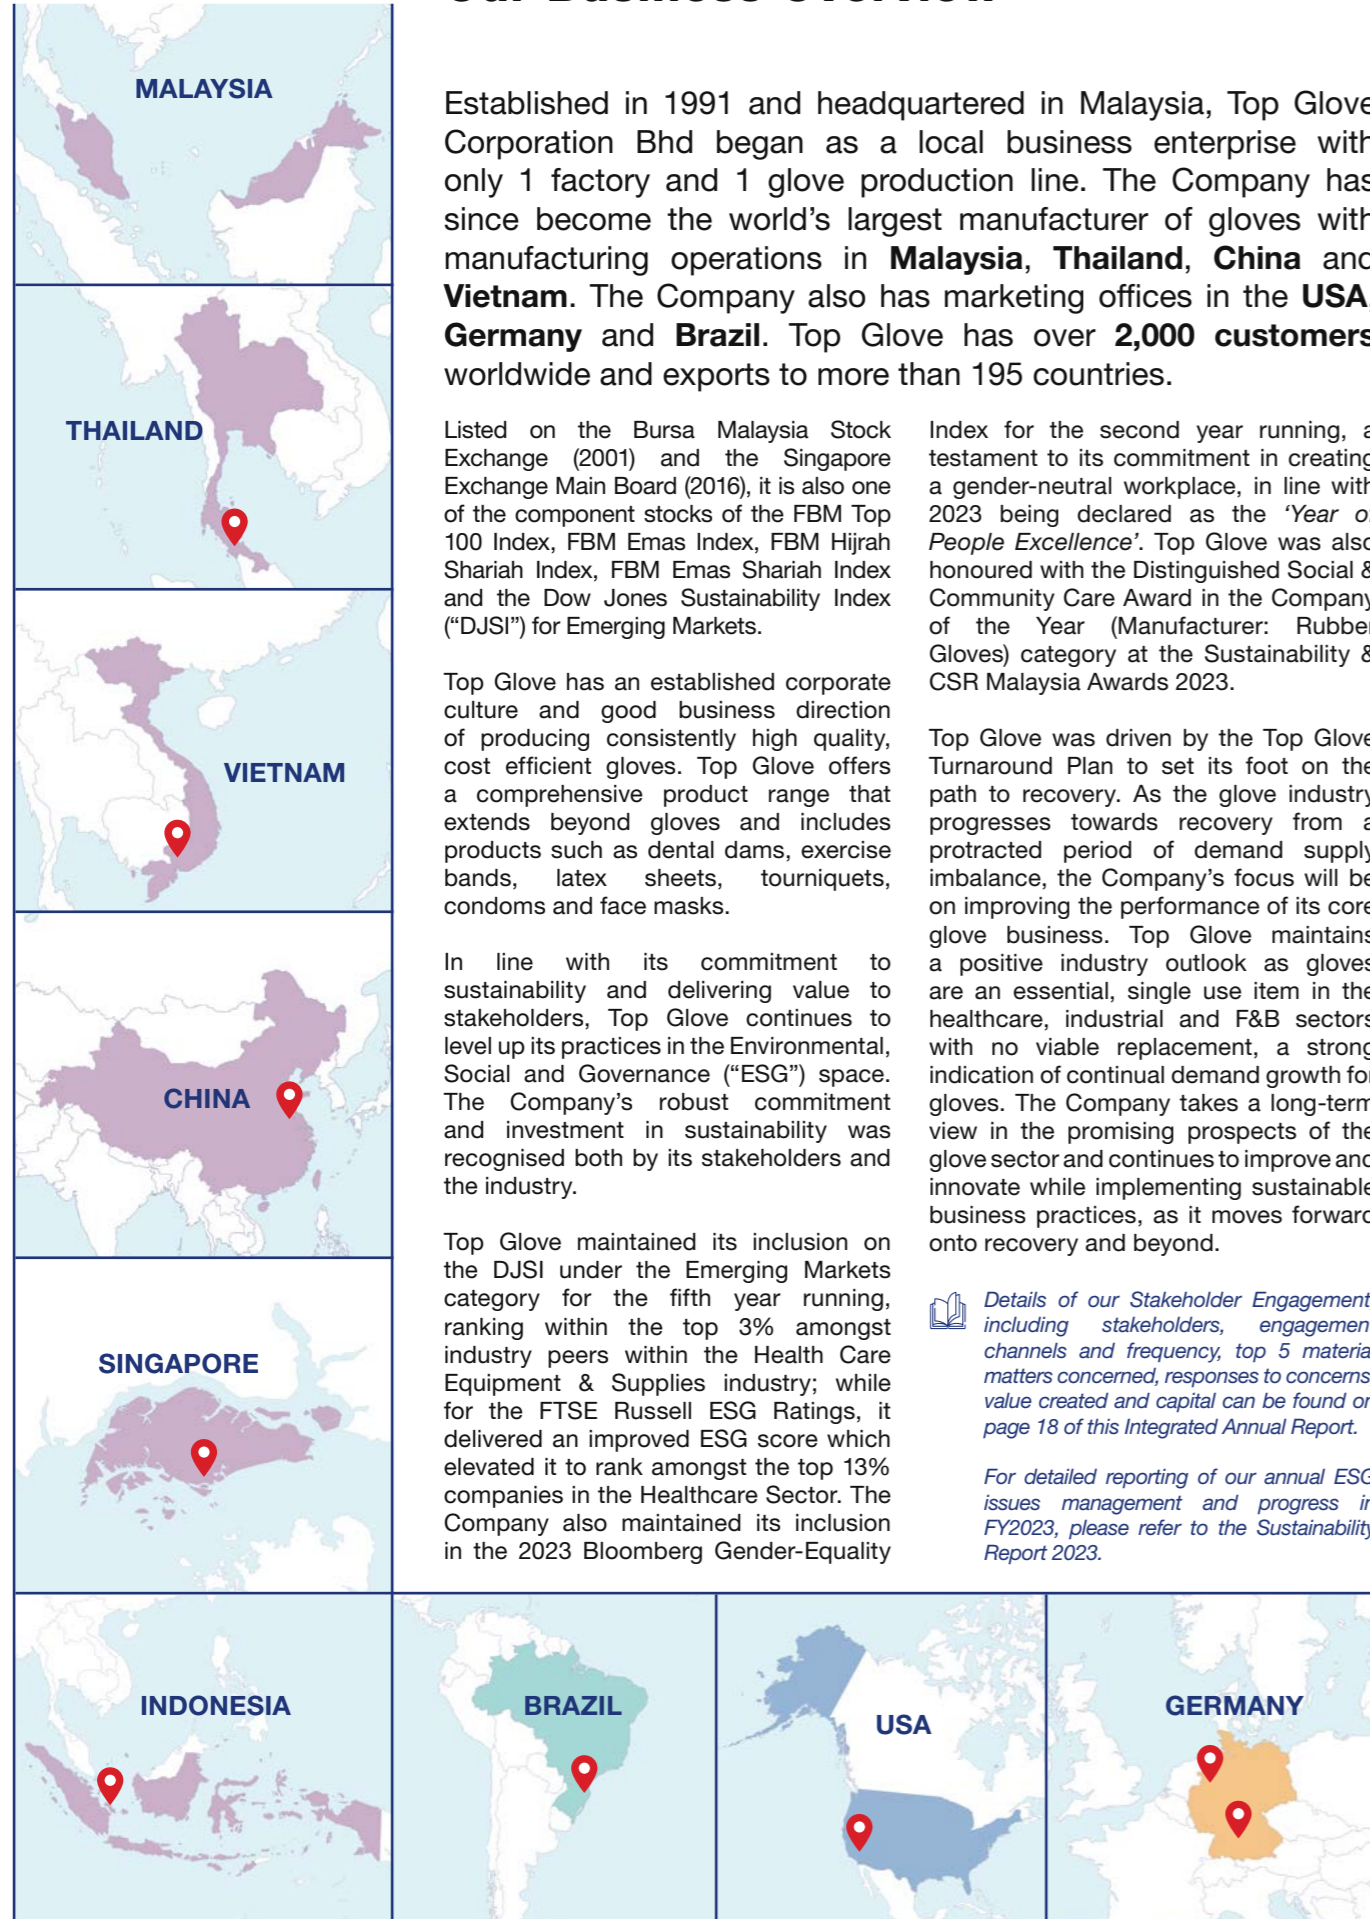 Our Business Overview
MALAYSIA
THAILAND
VIETNAM
CHINA
SINGAPORE
Established in 1991 and headquartered in Malaysia, Top Glove
Corporation Bhd began as a local business enterprise with
only 1 factory and 1 glove production line. The Company has
since become the world's largest manufacturer of gloves with
manufacturing operations in Malaysia, Thailand, China and
Vietnam. The Company also has marketing offices in the USA,
Germany and Brazil. Top Glove has over 2,000 customers
worldwide and exports to more than 195 countries.
Listed on the Bursa Malaysia Stock
Exchange (2001) and the Singapore
Exchange Main Board (2016), it is also one
of the component stocks of the FBM Top
100 Index, FBM Emas Index, FBM Hijrah
Shariah Index, FBM Emas Shariah Index
and the Dow Jones Sustainability Index
(“DJSI”) for Emerging Markets.
Top Glove has an established corporate
culture and good business direction
of producing consistently high quality,
cost efficient gloves. Top Glove offers
a comprehensive product range that
extends beyond gloves and includes
products such as dental dams, exercise
bands, latex sheets, tourniquets,
condoms and face masks.
In line with its commitment to
sustainability and delivering value to
stakeholders, Top Glove continues to
level up its practices in the Environmental,
Social and Governance (“ESG”) space.
The Company's robust commitment
and investment in sustainability was
recognised both by its stakeholders and
the industry.
Top Glove maintained its inclusion on
the DJSI under the Emerging Markets
category for the fifth year running,
ranking within the top 3% amongst
industry peers within the Health Care
Equipment & Supplies industry; while
for the FTSE Russell ESG Ratings, it
delivered an improved ESG score which
elevated it to rank amongst the top 13%
companies in the Healthcare Sector. The
Company also maintained its inclusion
in the 2023 Bloomberg Gender-Equality
Index for the second year running, a
testament to its commitment in creating
a gender-neutral workplace, in line with
2023 being declared as the ‘Year of
People Excellence’. Top Glove was also
honoured with the Distinguished Social &
Community Care Award in the Company
of the Year (Manufacturer: Rubber
Gloves) category at the Sustainability &
CSR Malaysia Awards 2023.
Top Glove was driven by the Top Glove
Turnaround Plan to set its foot on the
path to recovery. As the glove industry
progresses towards recovery from a
protracted period of demand supply
imbalance, the Company's focus will be
on improving the performance of its core
glove business. Top Glove maintains
a positive industry outlook as gloves
are an essential, single use item in the
healthcare, industrial and F&B sectors
with no viable replacement, a strong
indication of continual demand growth for
gloves. The Company takes a long-term
view in the promising prospects of the
glove sector and continues to improve and
innovate while implementing sustainable
business practices, as it moves forward
onto recovery and beyond.
Details of our Stakeholder Engagement
including stakeholders, engagement
channels and frequency, top 5 material
matters concerned, responses to concerns
value created and capital can be found on
page 18 of this Integrated Annual Report.
For detailed reporting of our annual ESG
issues management and progress in
FY2023, please refer to the Sustainability
Report 2023.
INDONESIA
BRAZIL
USA
GERMANY